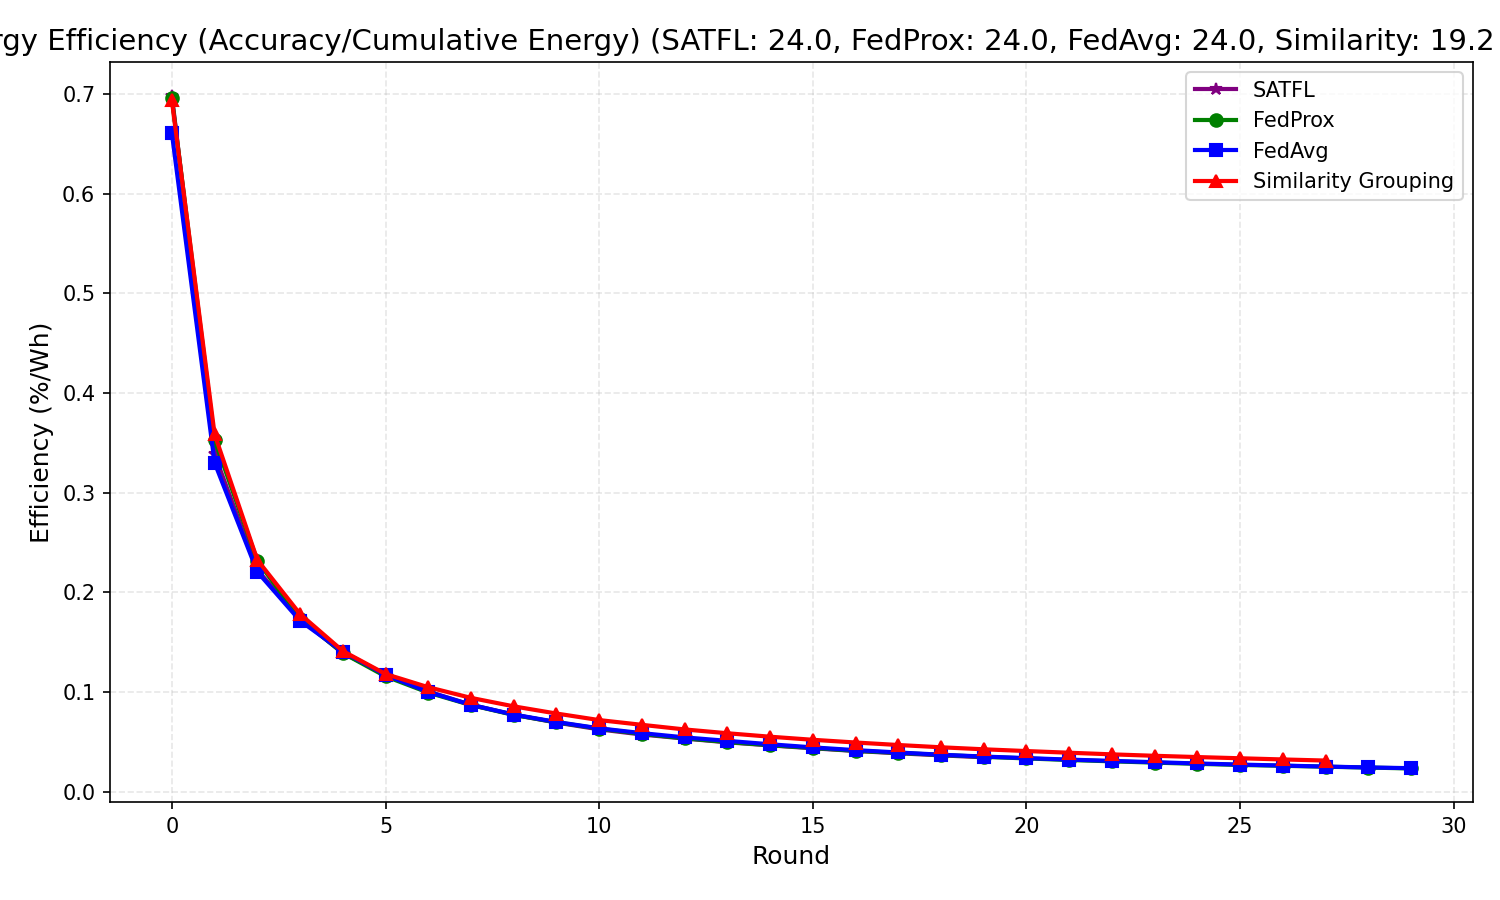 rgy Efficiency (Accuracy/Cumulative Energy) (SATFL: 24.0, FedProx: 24.0, FedAvg: 24.0, Similarity: 19.2
SATFL
FedProx
FedAvg
Similarity Grouping
Efficiency (%/Wh)
0.7
0.6
0.5
0.4
0.3
0.2
0.1
0.0
0 5 10 15 20 25 30
Round